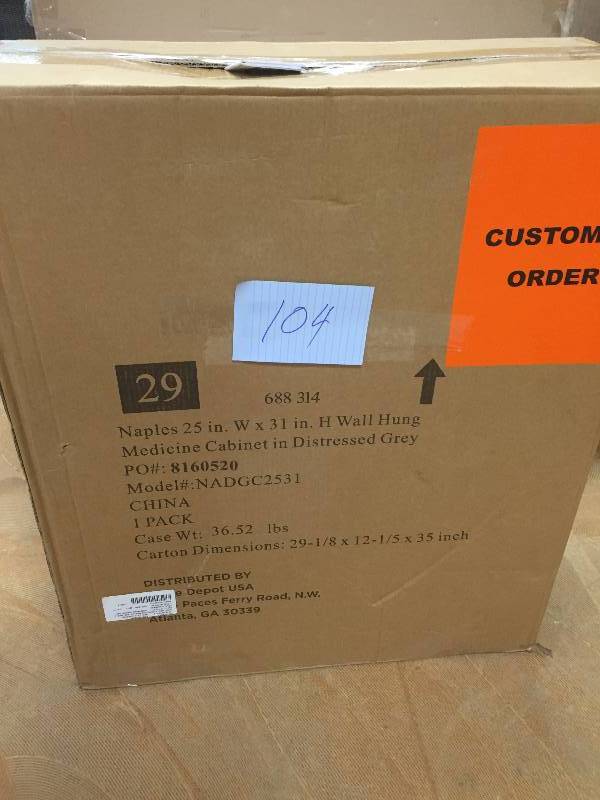 CUSTOM
ORDER
104
29
688 314
Naples 25 in. W x 31 in. H Wall Hung
Medicine Cabinet in Distressed Grey
PO#: 8160520
Model#:NADGC2531
CHINA
1 PACK
Case Wt: 36.52 lbs
Carton Dimensions: 29-1/8 x 12-1/5 x 35 inch
DISTRIBUTED BY
e Depot USA
Paces Ferry Road, N.W.
Atlanta, GA 30339